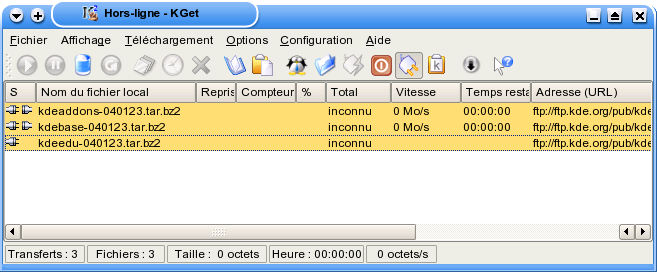 Hors-ligne - KGet
Fichier Affichage Téléchargement Options Configuration Aide
S Nom du fichier local Repris Compteur % Total Vitesse Temps resta Adresse (URL)
kdeaddons-040123.tar.bz2 inconnu 0 Mo/s 00:00:00 ftp://ftp.kde.org/pub/kde
kdebase-040123.tar.bz2 inconnu 0 Mo/s 00:00:00 ftp://ftp.kde.org/pub/kde
kdeedu-040123.tar.bz2 inconnu ftp://ftp.kde.org/pub/kde
Transferts : 3 Fichiers : 3 Taille : 0 octets Heure : 00:00:00 0 octets/s